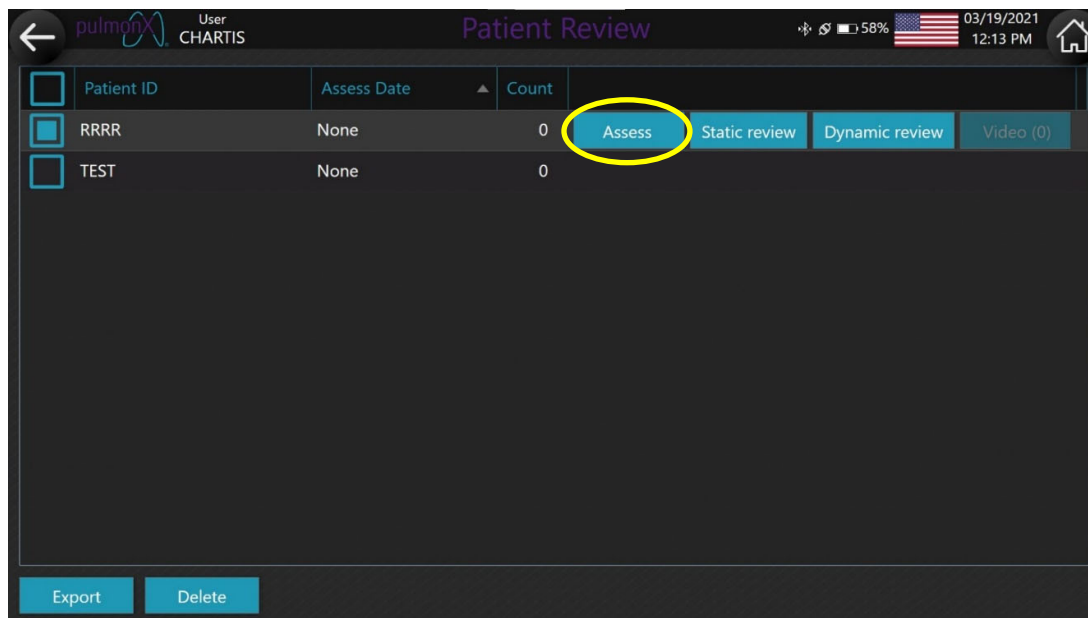 pulmonX®
User
CHARTIS
Patient Review
58%
03/19/2021
12:13 PM
Patient ID Assess Date Count
RRRR None 0 Assess Static review Dynamic review Video (0)
TEST None 0
Export Delete